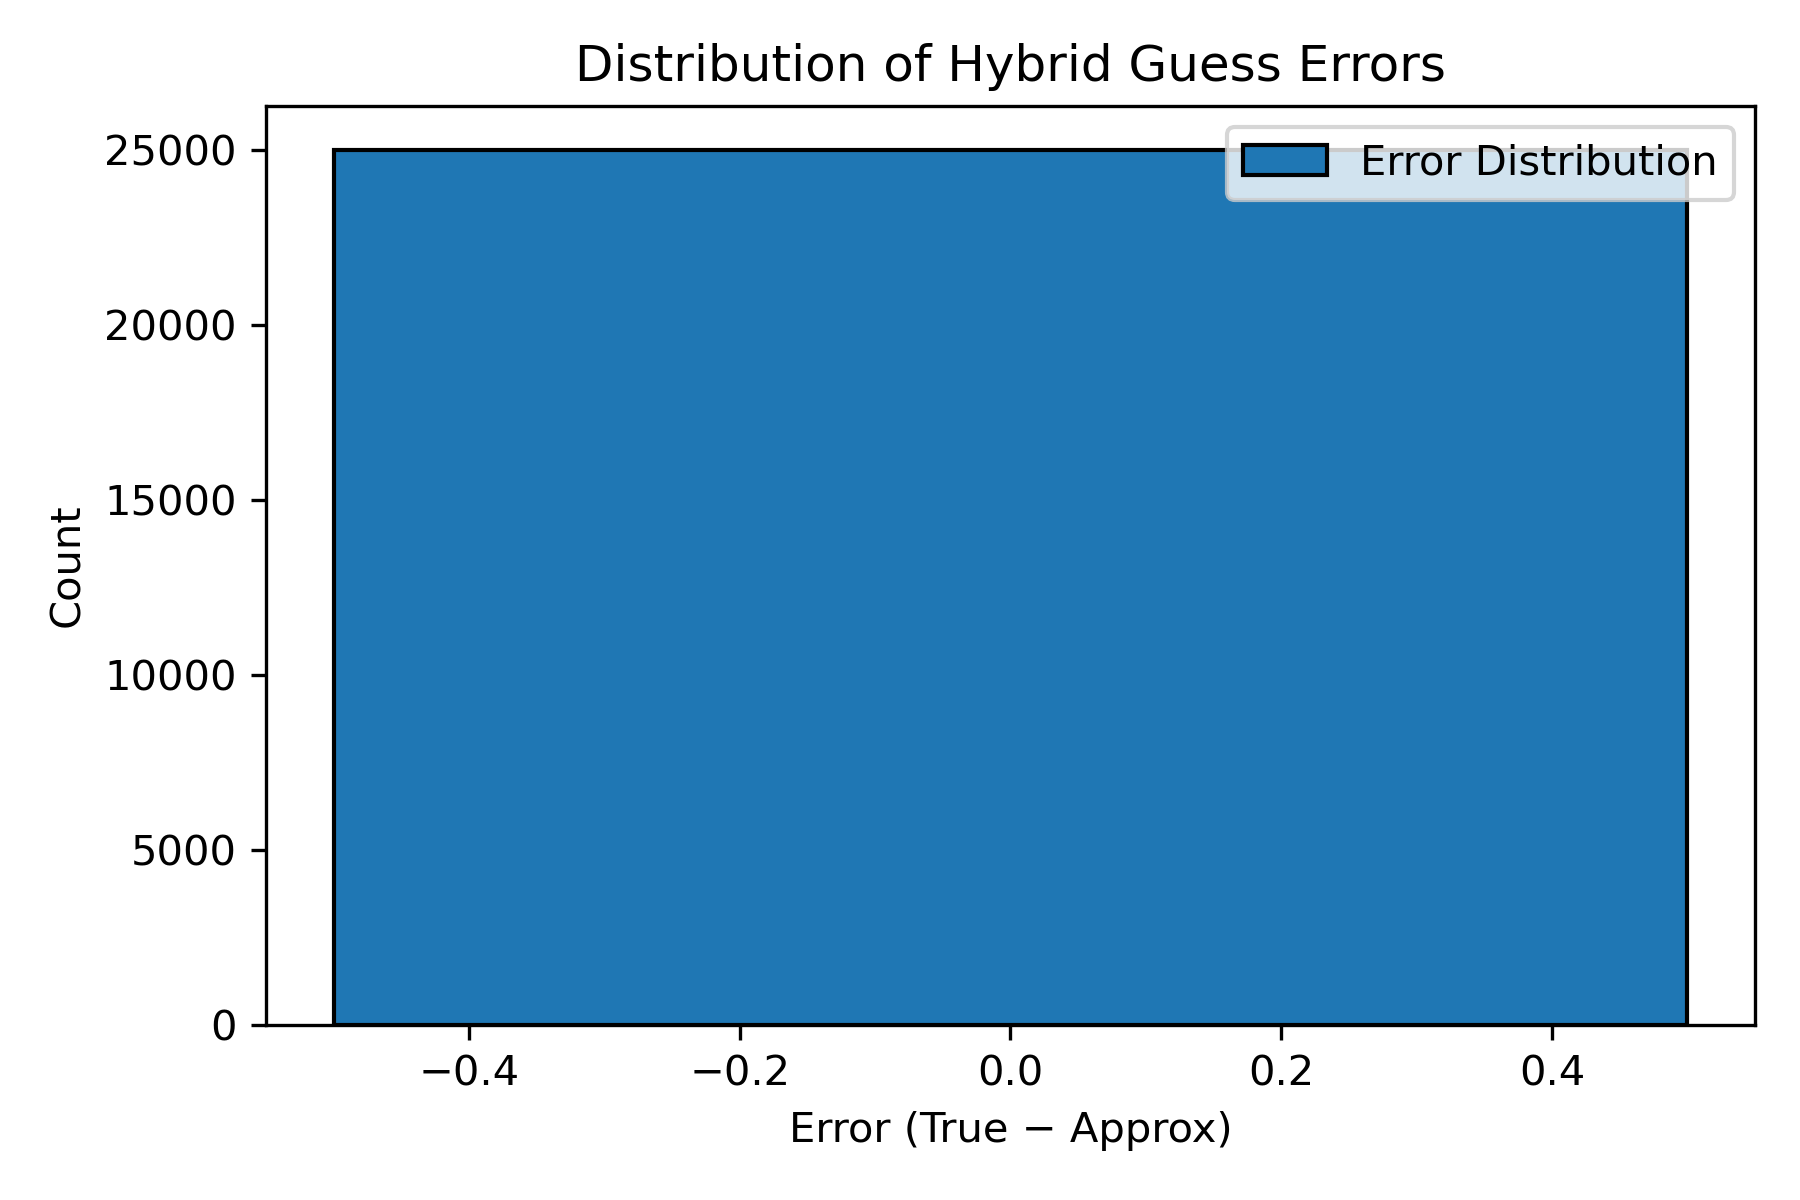 Distribution of Hybrid Guess Errors
Error Distribution
25000
20000
15000
10000
5000
0
Count
−0.4 −0.2 0.0 0.2 0.4
Error (True − Approx)